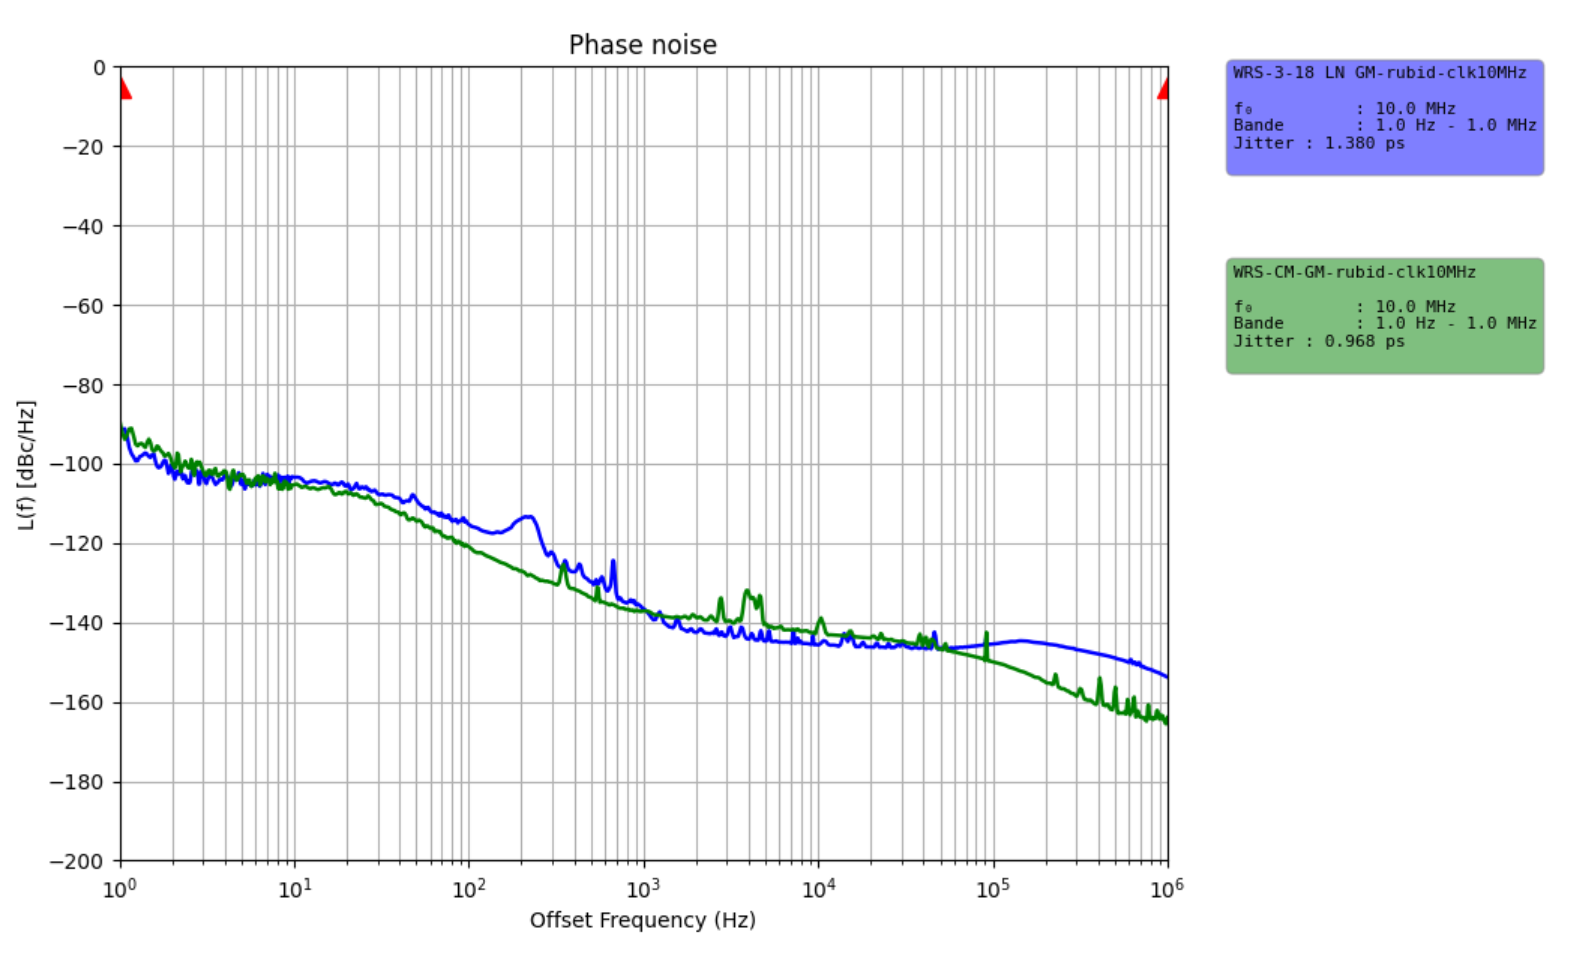 Phase noise
L(f) [dBc/Hz]
0
−20
−40
−60
−80
−100
−120
−140
−160
−180
−200
10⁰ 10¹ 10² 10³ 10⁴ 10⁵ 10⁶
Offset Frequency (Hz)
WRS-3-18 LN GM-rubid-clk10MHz
f₀ : 10.0 MHz
Bande : 1.0 Hz - 1.0 MHz
Jitter : 1.380 ps
WRS-CM-GM-rubid-clk10MHz
f₀ : 10.0 MHz
Bande : 1.0 Hz - 1.0 MHz
Jitter : 0.968 ps